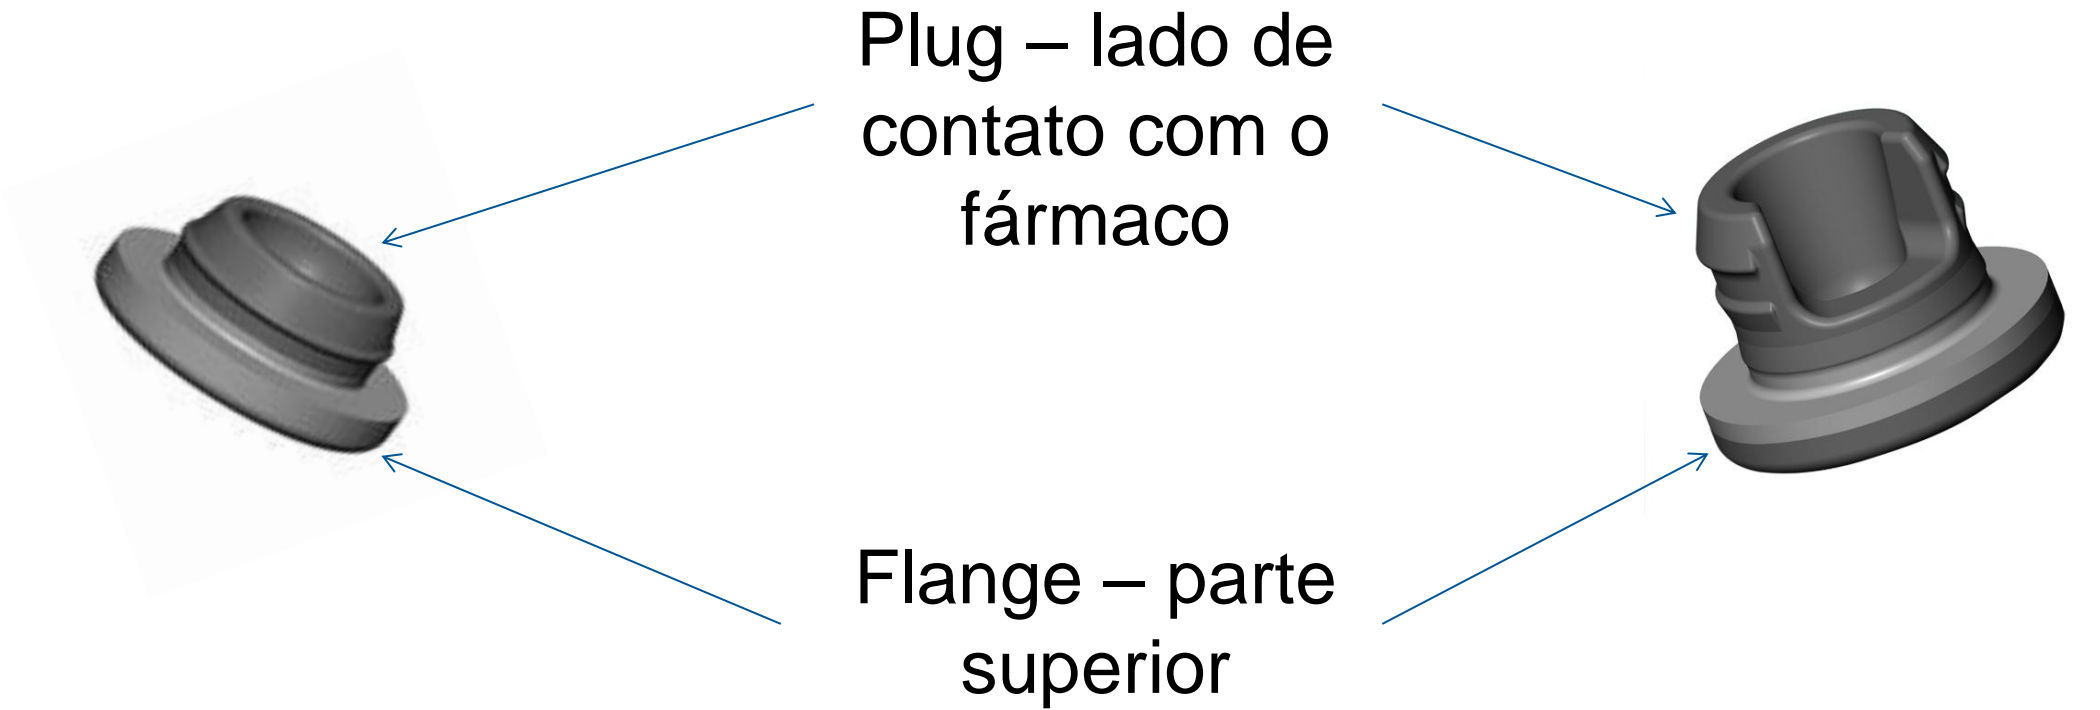 Plug – lado de
contato com o
fármaco
Flange – parte
superior